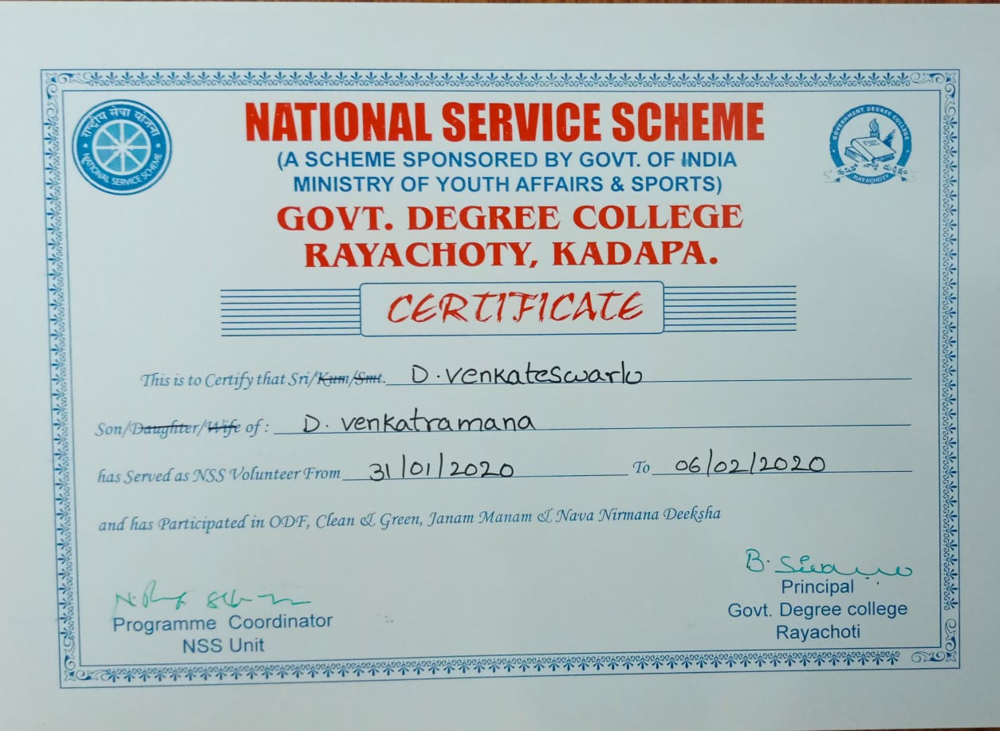 राष्ट्रीय सेवा योजना
NATIONAL SERVICE SCHEME
NATIONAL SERVICE SCHEME
(A SCHEME SPONSORED BY GOVT. OF INDIA
MINISTRY OF YOUTH AFFAIRS & SPORTS)
GOVERNMENT DEGREE COLLEGE
RAYACHOTY
GOVT. DEGREE COLLEGE
RAYACHOTY, KADAPA.
CERTIFICATE
This is to Certify that Sri/Kum/Smt. D. Venkateswarlu
Son/Daughter/Wife of : D. Venkatramana
has Served as NSS Volunteer From 31/01/2020 To 06/02/2020
and has Participated in ODF, Clean & Green, Janam Manam & Nava Nirmana Deeksha
Programme Coordinator
NSS Unit
Principal
Govt. Degree college
Rayachoti